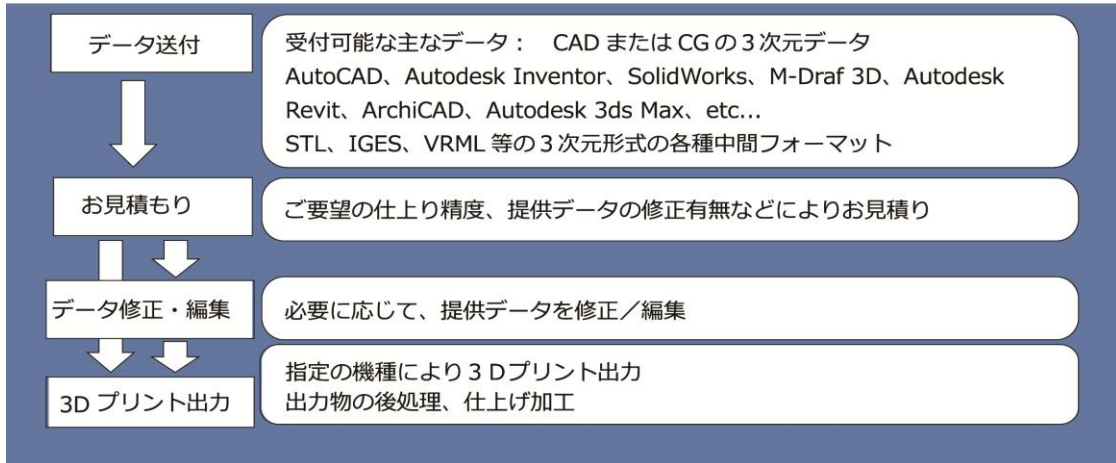 データ送付
受付可能な主なデータ： CAD または CG の３次元データ
AutoCAD、Autodesk Inventor、SolidWorks、M-Draf 3D、Autodesk
Revit、ArchiCAD、Autodesk 3ds Max、etc...
STL、IGES、VRML 等の３次元形式の各種中間フォーマット
お見積もり
ご要望の仕上り精度、提供データの修正有無などによりお見積り
データ修正・編集
必要に応じて、提供データを修正／編集
3D プリント出力
指定の機種により３Ｄプリント出力
出力物の後処理、仕上げ加工